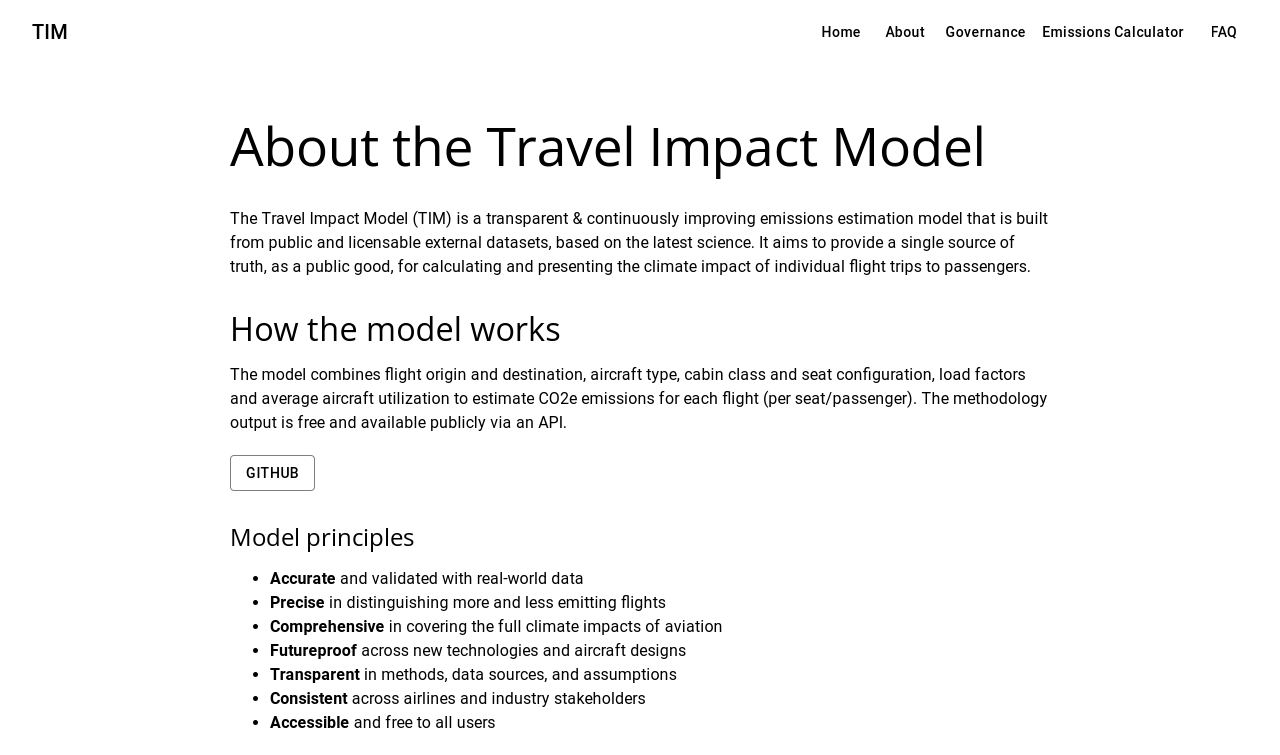 TIM
Home
About
Governance
Emissions Calculator
FAQ
About the Travel Impact Model
The Travel Impact Model (TIM) is a transparent & continuously improving emissions estimation model that is built
from public and licensable external datasets, based on the latest science. It aims to provide a single source of
truth, as a public good, for calculating and presenting the climate impact of individual flight trips to passengers.
How the model works
The model combines flight origin and destination, aircraft type, cabin class and seat configuration, load factors
and average aircraft utilization to estimate CO2e emissions for each flight (per seat/passenger). The methodology
output is free and available publicly via an API.
GITHUB
Model principles
• Accurate and validated with real-world data
• Precise in distinguishing more and less emitting flights
• Comprehensive in covering the full climate impacts of aviation
• Futureproof across new technologies and aircraft designs
• Transparent in methods, data sources, and assumptions
• Consistent across airlines and industry stakeholders
• Accessible and free to all users